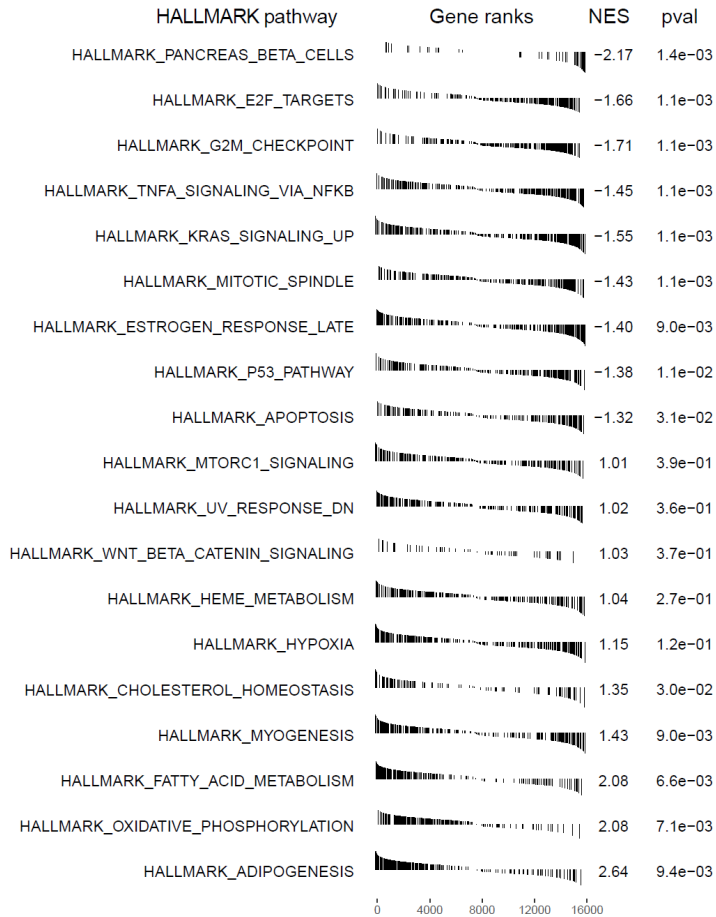 HALLMARK pathway Gene ranks NES pval
HALLMARK_PANCREAS_BETA_CELLS −2.17 1.4e−03
HALLMARK_E2F_TARGETS −1.66 1.1e−03
HALLMARK_G2M_CHECKPOINT −1.71 1.1e−03
HALLMARK_TNFA_SIGNALING_VIA_NFKB −1.45 1.1e−03
HALLMARK_KRAS_SIGNALING_UP −1.55 1.1e−03
HALLMARK_MITOTIC_SPINDLE −1.43 1.1e−03
HALLMARK_ESTROGEN_RESPONSE_LATE −1.40 9.0e−03
HALLMARK_P53_PATHWAY −1.38 1.1e−02
HALLMARK_APOPTOSIS −1.32 3.1e−02
HALLMARK_MTORC1_SIGNALING 1.01 3.9e−01
HALLMARK_UV_RESPONSE_DN 1.02 3.6e−01
HALLMARK_WNT_BETA_CATENIN_SIGNALING 1.03 3.7e−01
HALLMARK_HEME_METABOLISM 1.04 2.7e−01
HALLMARK_HYPOXIA 1.15 1.2e−01
HALLMARK_CHOLESTEROL_HOMEOSTASIS 1.35 3.0e−02
HALLMARK_MYOGENESIS 1.43 9.0e−03
HALLMARK_FATTY_ACID_METABOLISM 2.08 6.6e−03
HALLMARK_OXIDATIVE_PHOSPHORYLATION 2.08 7.1e−03
HALLMARK_ADIPOGENESIS 2.64 9.4e−03
0 4000 8000 12000 16000